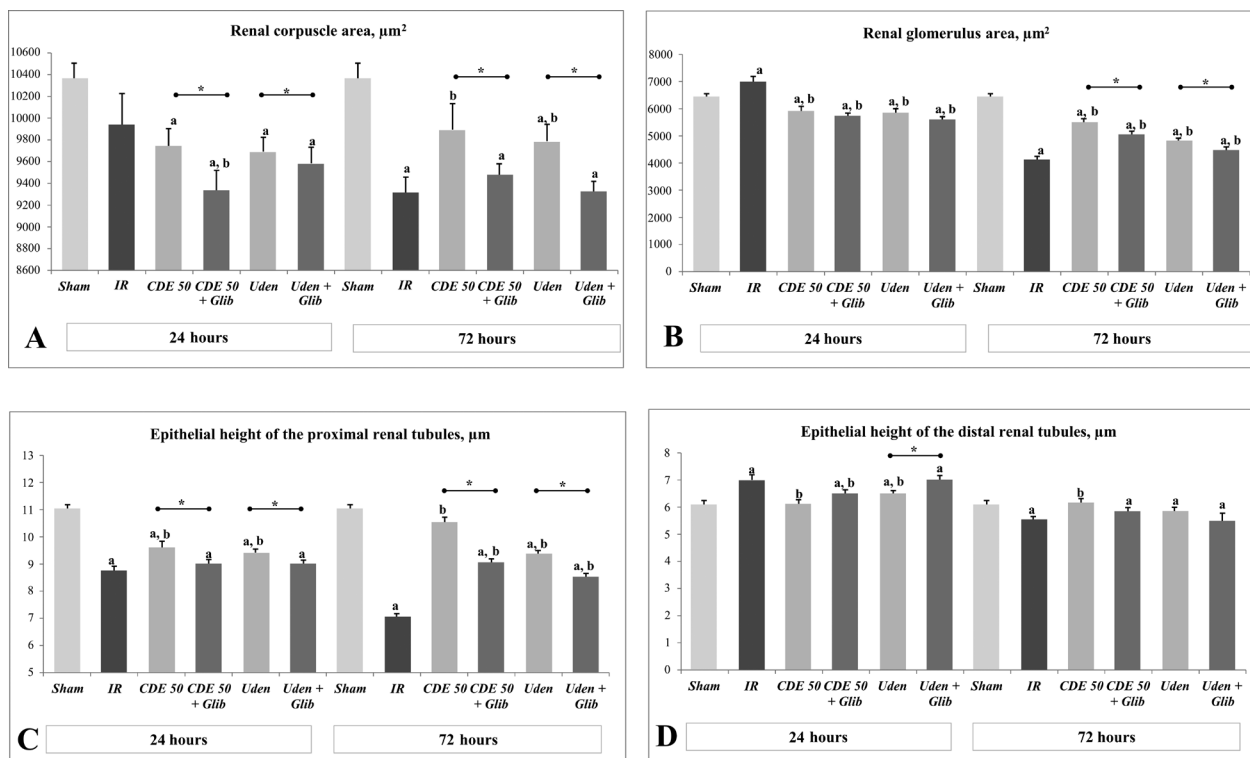 Renal corpuscle area, µm²
10600
10400
10200
10000
9800
9600
9400
9200
9000
8800
8600
a
a
a, b
a
a
a
b
a
a, b
a
*
*
*
*
Sham IR CDE 50 CDE 50 + Glib Uden Uden + Glib Sham IR CDE 50 CDE 50 + Glib Uden Uden + Glib
A
24 hours
72 hours
Renal glomerulus area, µm²
8000
7000
6000
5000
4000
3000
2000
1000
0
a
a, b
a, b
a, b
a, b
a
a, b
a, b
a, b
a, b
*
*
Sham IR CDE 50 CDE 50 + Glib Uden Uden + Glib Sham IR CDE 50 CDE 50 + Glib Uden Uden + Glib
B
24 hours
72 hours
Epithelial height of the proximal renal tubules, µm
13
12
11
10
9
8
7
6
5
a
a, b
a
a, b
a
a
b
a, b
a, b
a, b
*
*
*
*
Sham IR CDE 50 CDE 50 + Glib Uden Uden + Glib Sham IR CDE 50 CDE 50 + Glib Uden Uden + Glib
C
24 hours
72 hours
Epithelial height of the distal renal tubules, µm
8
7
6
5
4
3
2
1
0
a
b
a, b
a, b
a
a
b
a
a
a
*
Sham IR CDE 50 CDE 50 + Glib Uden Uden + Glib Sham IR CDE 50 CDE 50 + Glib Uden Uden + Glib
D
24 hours
72 hours